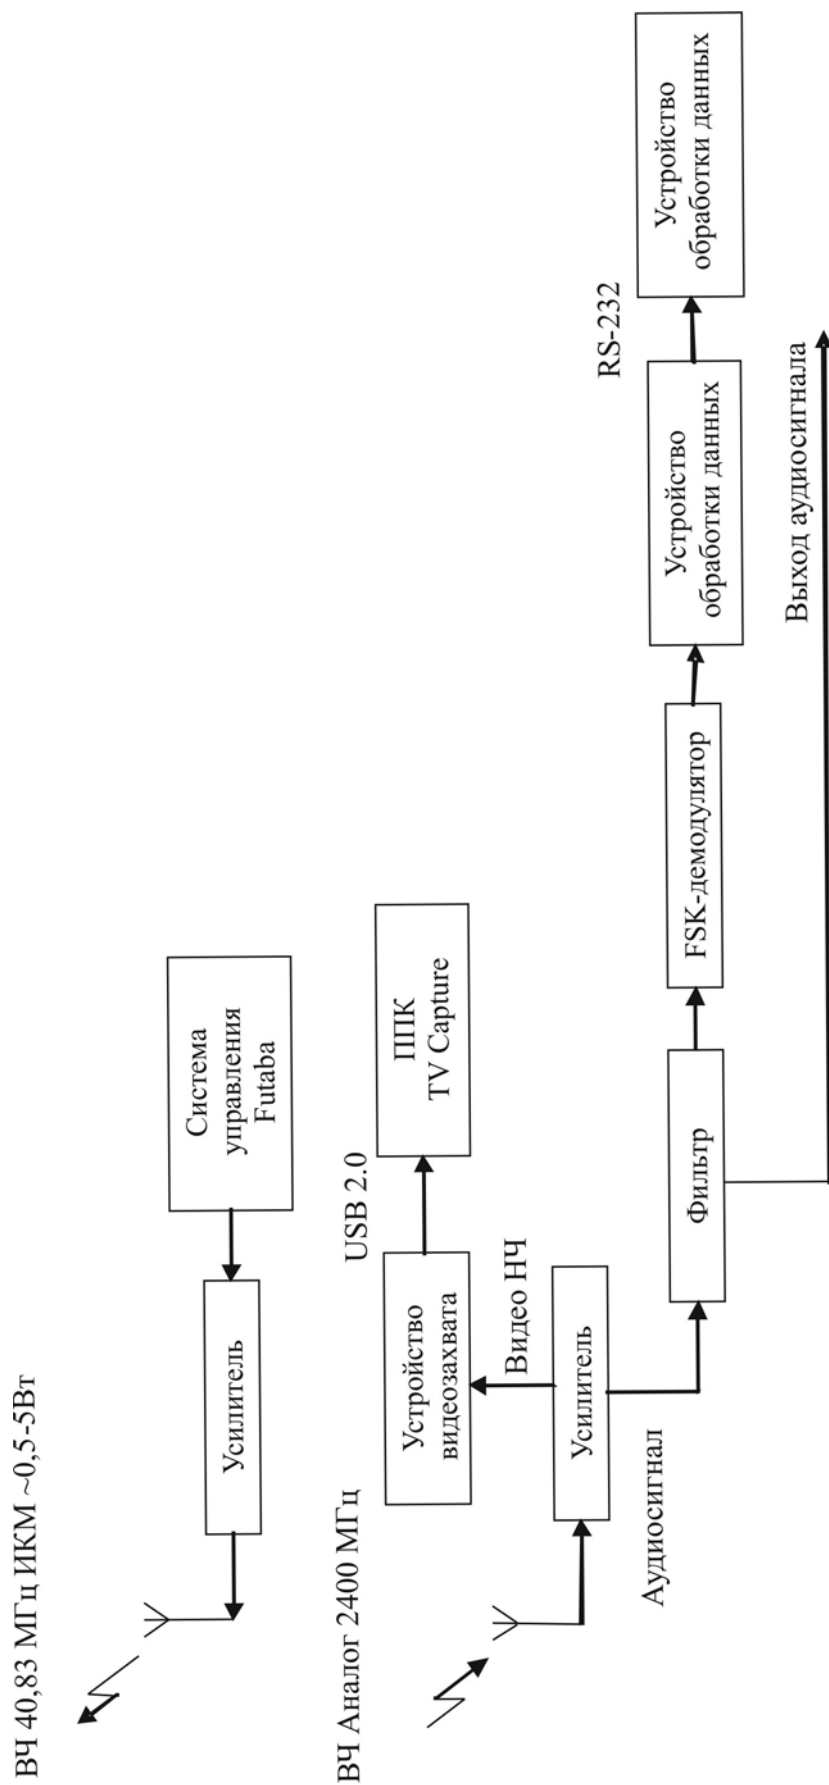 ВЧ 40,83 МГц ИКМ ~0,5-5Вт
Усилитель
Система
управления
Futaba
ВЧ Аналог 2400 МГц
Устройство
видеозахвата
USB 2.0
ППК
TV Capture
Видео НЧ
Усилитель
Аудиосигнал
Фильтр
FSK-демодулятор
Устройство
обработки данных
RS-232
Устройство
обработки данных
Выход аудиосигнала